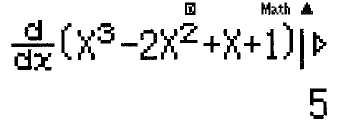 D Math ▲
d/dx(X³-2X²+X+1)|▷
5